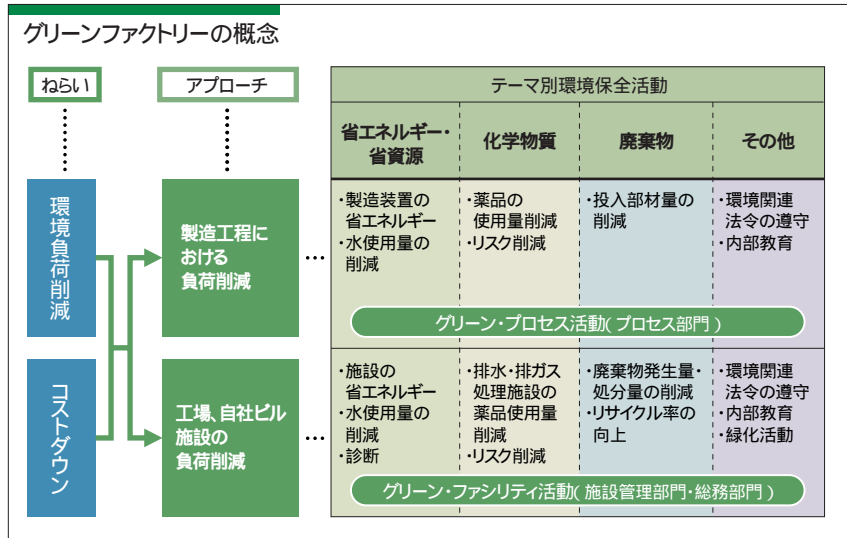 グリーンファクトリーの概念
ねらい
アプローチ
テーマ別環境保全活動
省エネルギー・
省資源
化学物質
廃棄物
その他
環境負荷削減
コストダウン
製造工程に
おける
負荷削減
…
・製造装置の
省エネルギー
・水使用量の
削減
・薬品の
使用量削減
・リスク削減
・投入部材量の
削減
・環境関連
法令の遵守
・内部教育
グリーン・プロセス活動(プロセス部門)
工場、自社ビル
施設の
負荷削減
…
・施設の
省エネルギー
・水使用量の
削減
・診断
・排水・排ガス
処理施設の
薬品使用量
削減
・リスク削減
・廃棄物発生量・
処分量の削減
・リサイクル率の
向上
・環境関連
法令の遵守
・内部教育
・緑化活動
グリーン・ファシリティ活動(施設管理部門・総務部門)